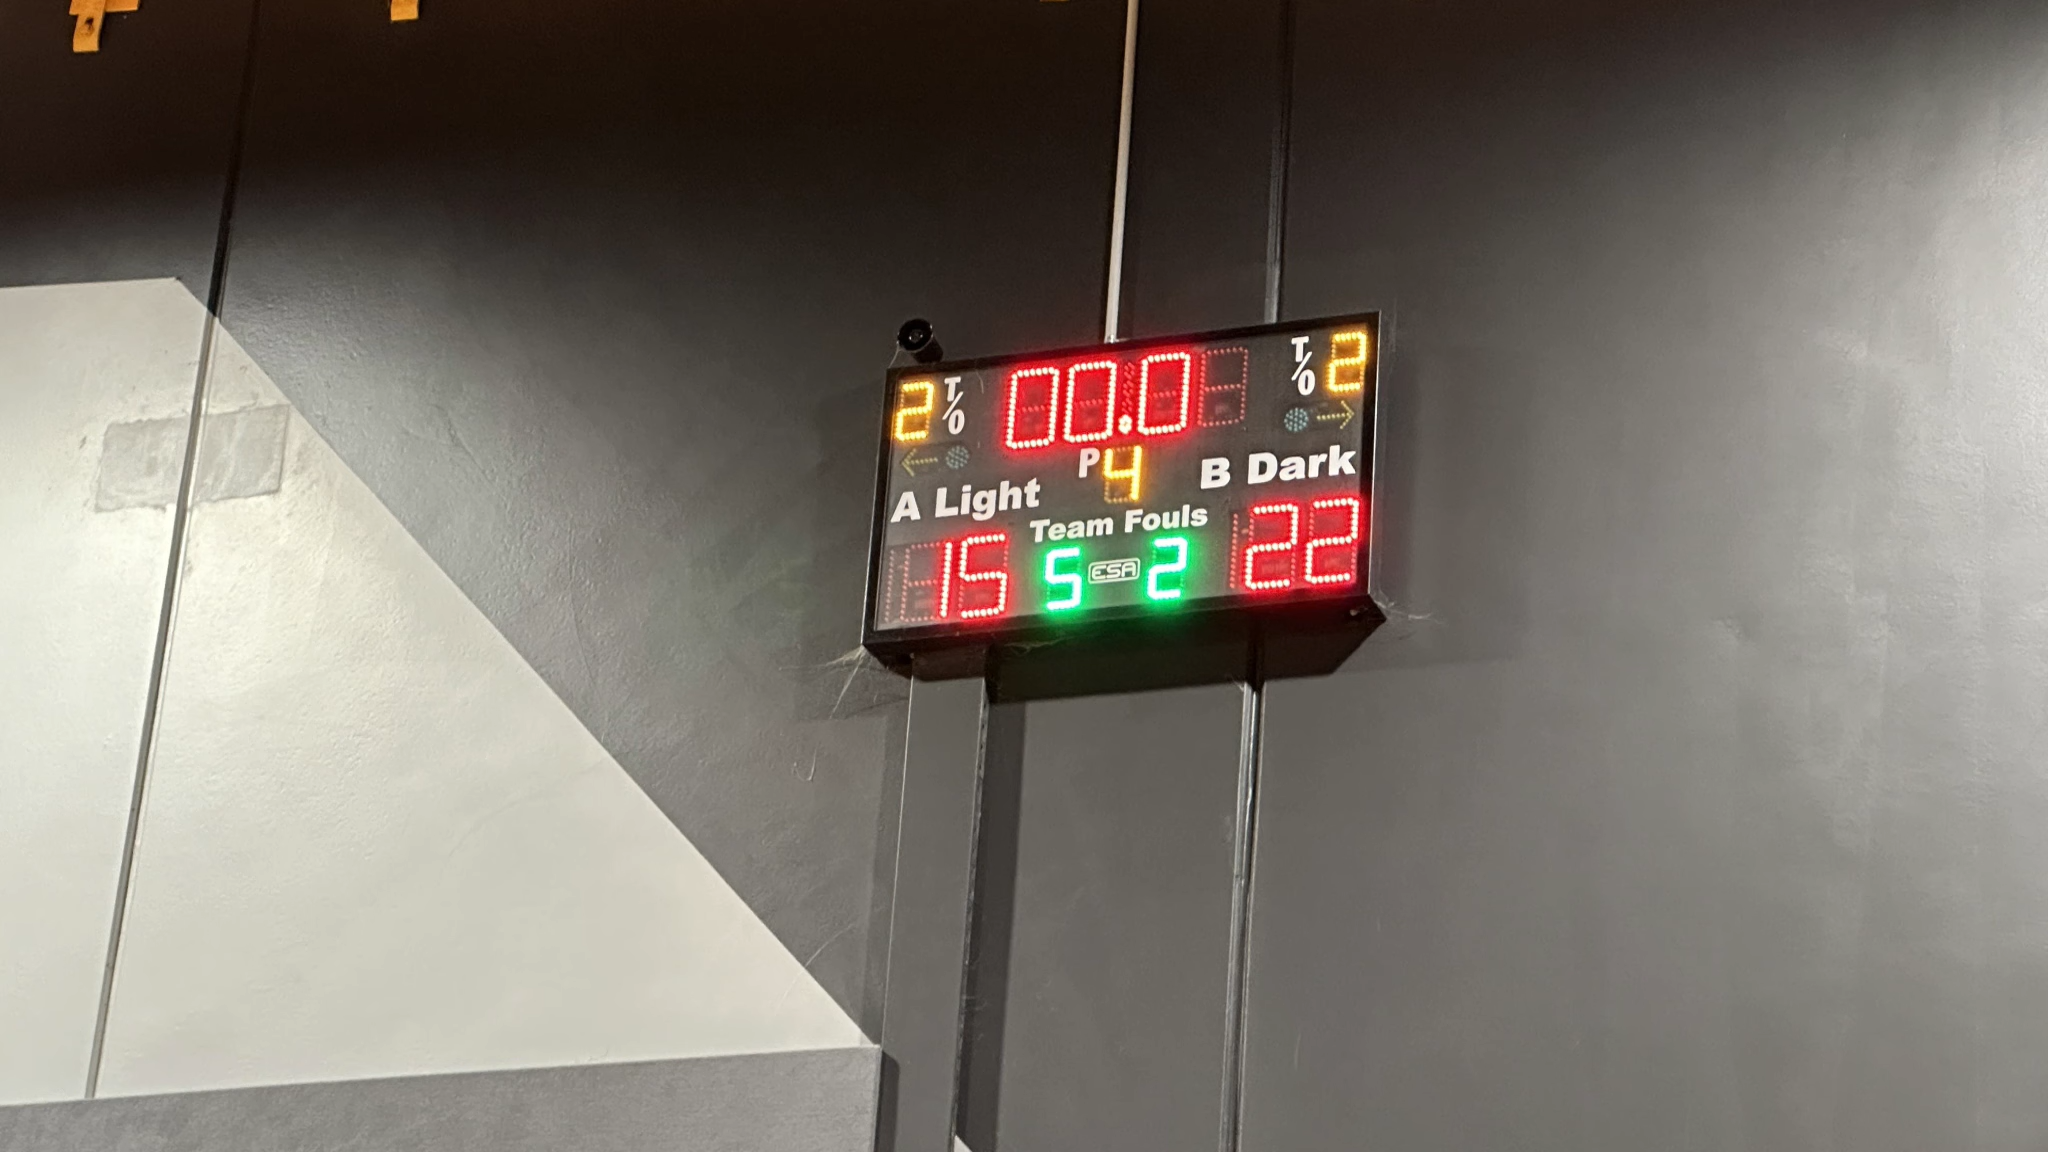 2 T/O 00.0 T/O 2
P 4
A Light B Dark
Team Fouls
15 5 ESA 2 22